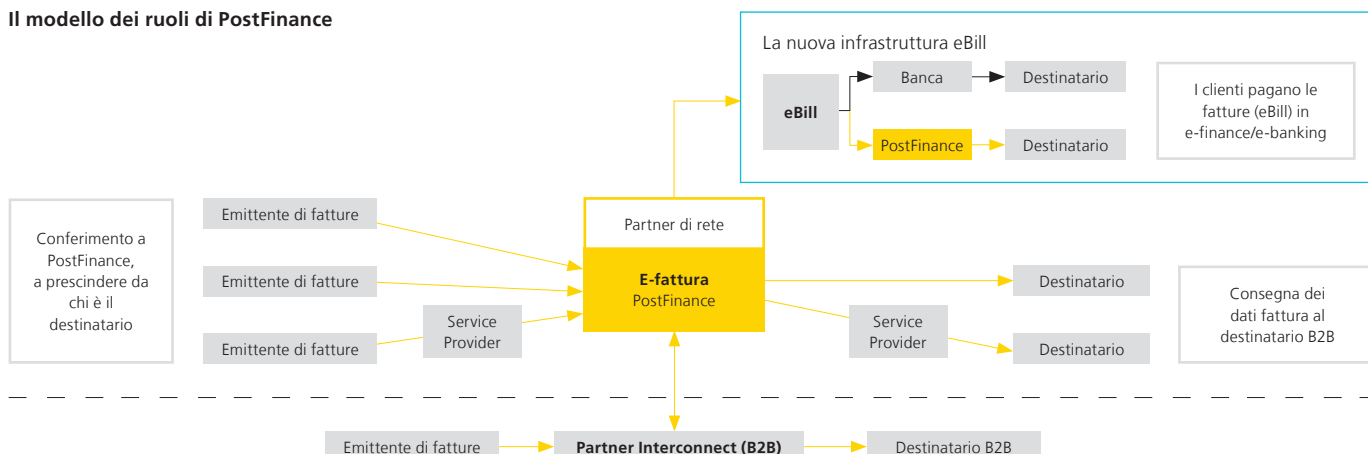 Il modello dei ruoli di PostFinance
La nuova infrastruttura eBill
eBill
Banca
Destinatario
PostFinance
Destinatario
I clienti pagano le
fatture (eBill) in
e-finance/e-banking
Conferimento a
PostFinance,
a prescindere da
chi è il
destinatario
Emittente di fatture
Emittente di fatture
Emittente di fatture
Service
Provider
Partner di rete
E-fattura
PostFinance
Destinatario
Service
Provider
Destinatario
Consegna dei
dati fattura al
destinatario B2B
Emittente di fatture
Partner Interconnect (B2B)
Destinatario B2B